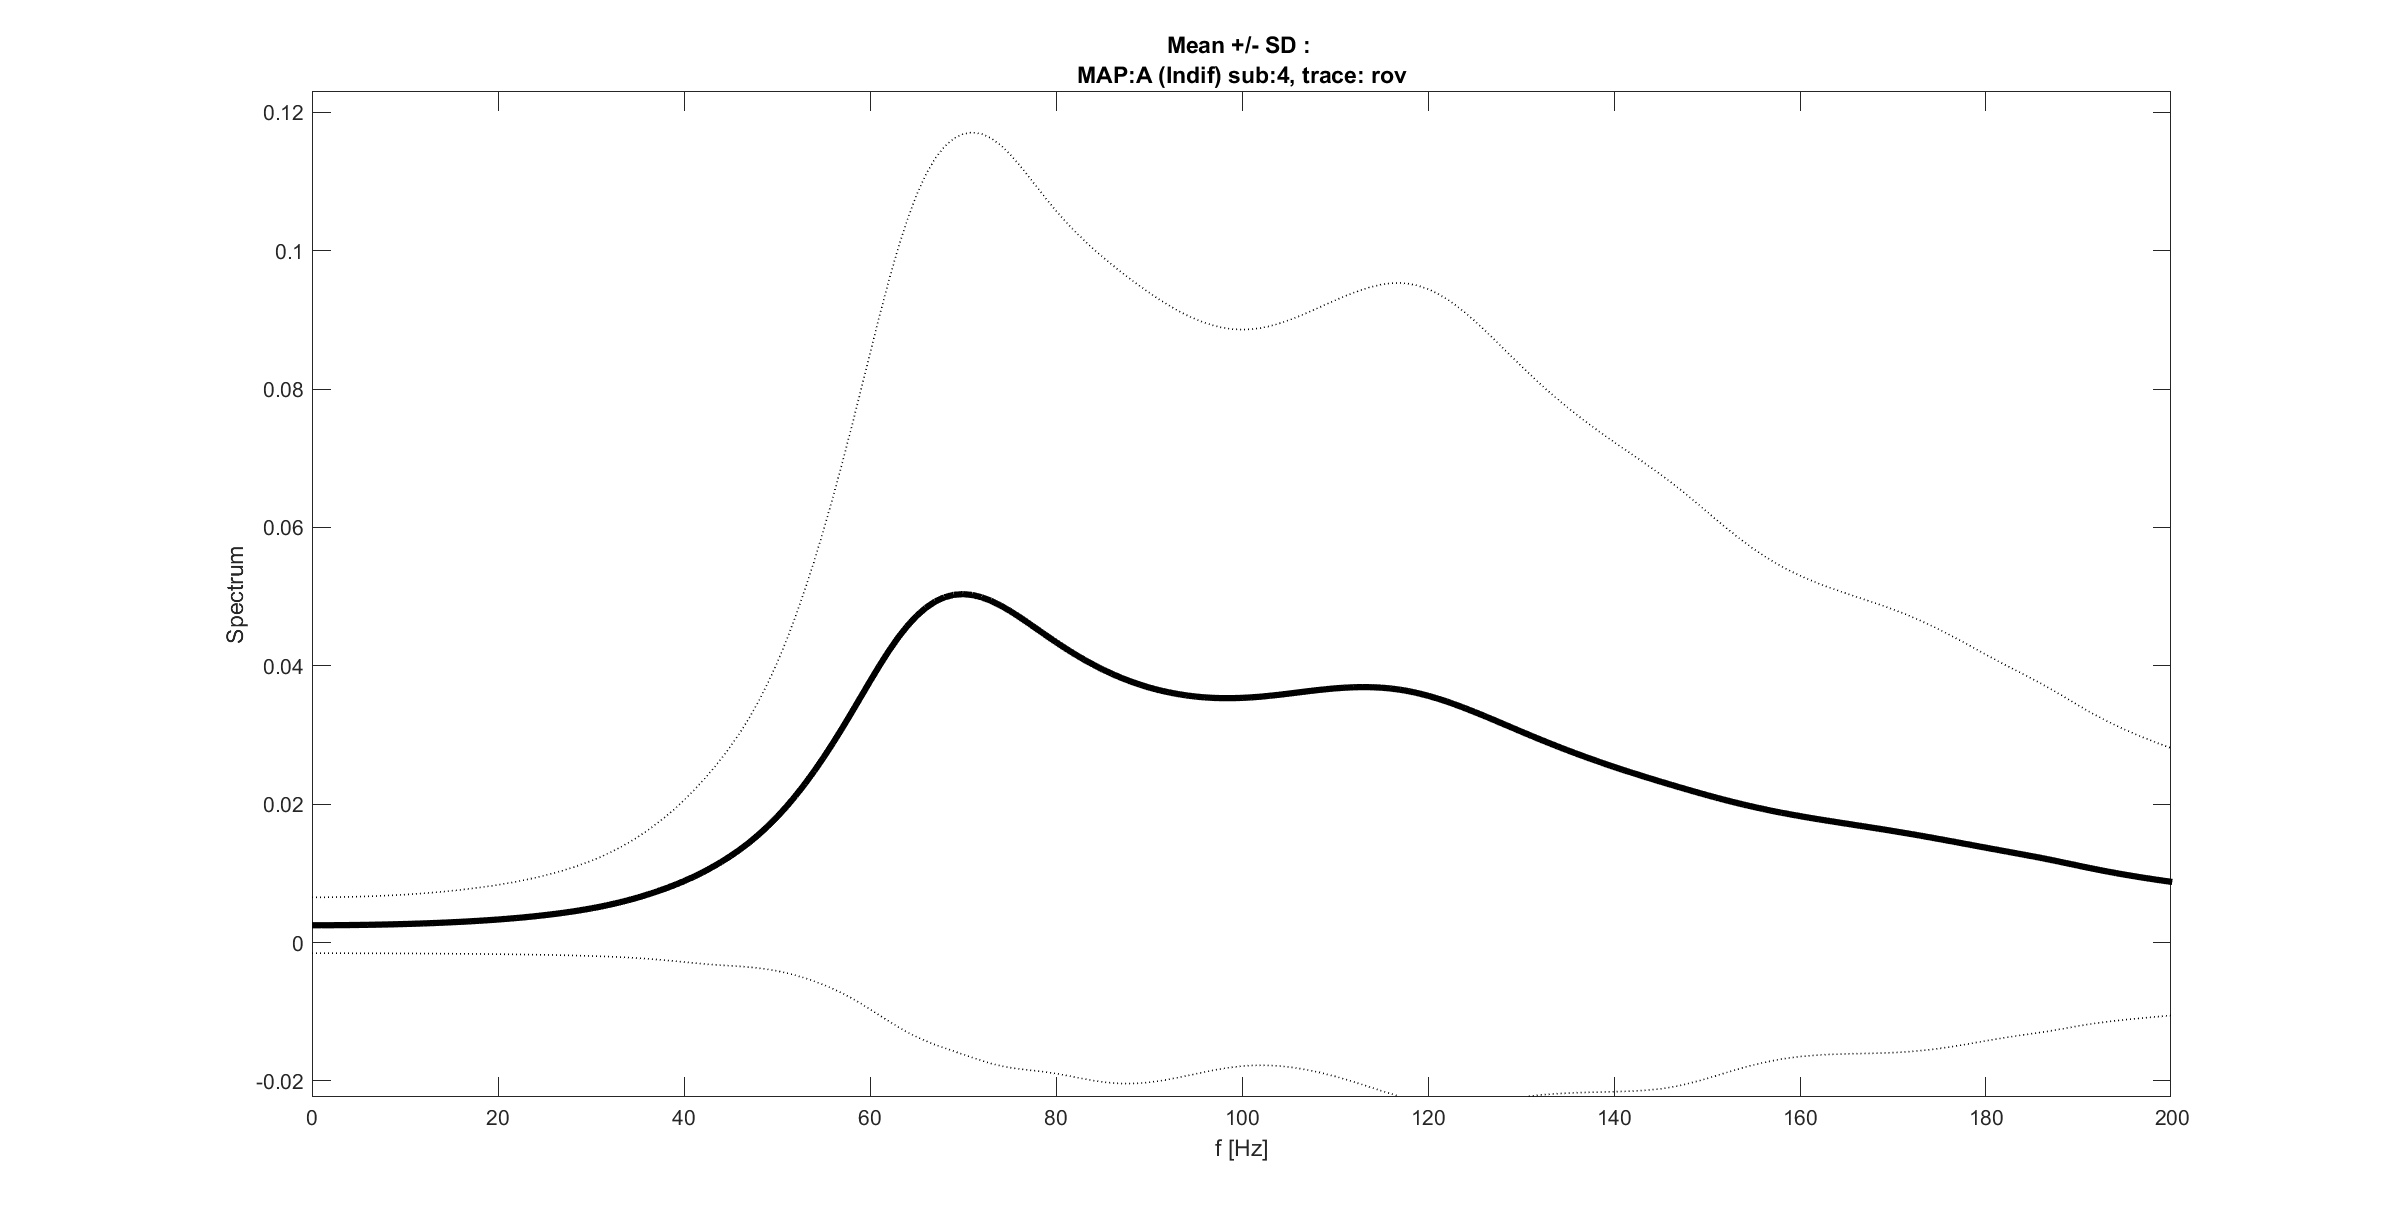 Mean +/- SD :
MAP:A (Indif) sub:4, trace: rov
0.12
0.1
0.08
0.06
0.04
0.02
0
-0.02
Spectrum
0 20 40 60 80 100 120 140 160 180 200
f [Hz]